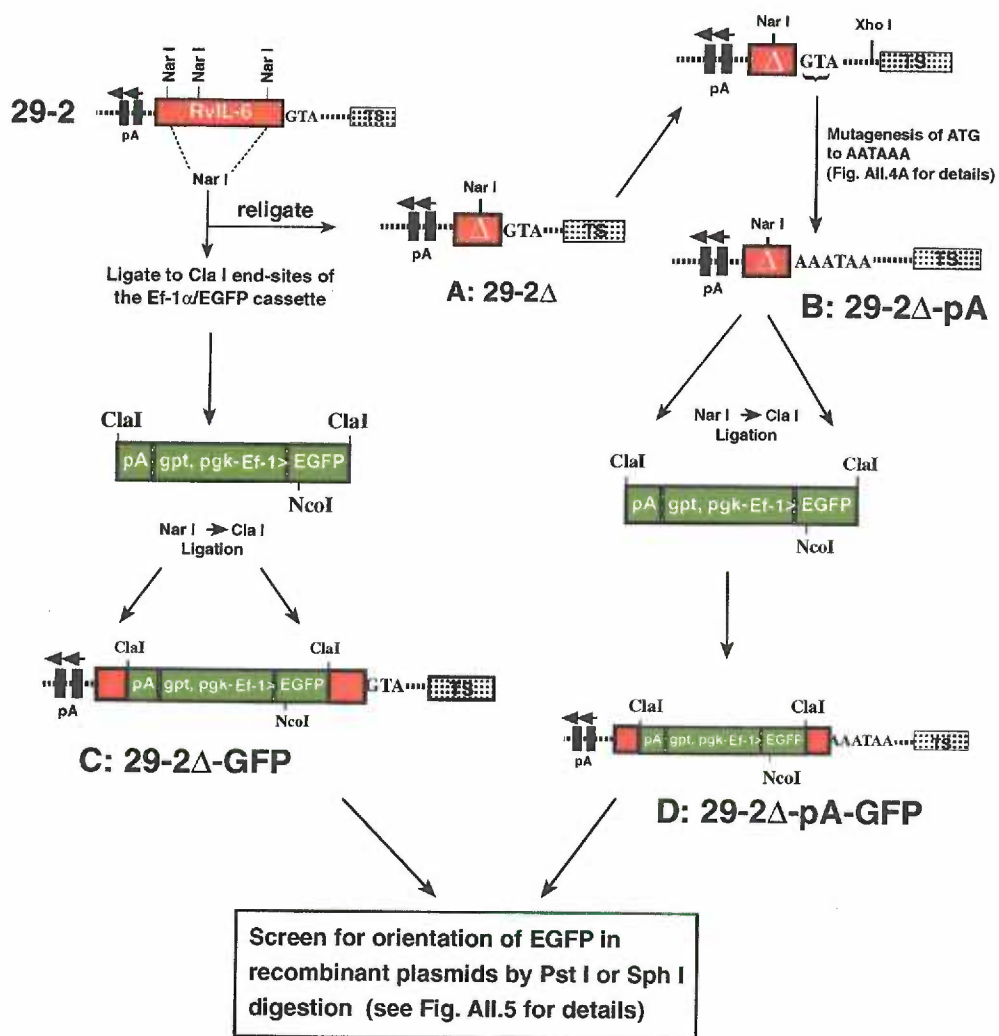 29-2
Nar I
Nar I
Nar I
pA
RvIL-6
GTA
TS
Nar I
religate
Ligate to Cla I end-sites of
the Ef-1α/EGFP cassette
Nar I
pA
Δ
GTA
TS
A: 29-2Δ
Nar I
Xho I
pA
Δ
GTA
TS
Mutagenesis of ATG
to AATAAA
(Fig. AII.4A for details)
Nar I
pA
Δ
AAATAA
TS
B: 29-2Δ-pA
ClaI
ClaI
pA
gpt, pgk-Ef-1>
EGFP
NcoI
Nar I → Cla I
Ligation
ClaI
ClaI
pA
pA
gpt, pgk-Ef-1>
EGFP
GTA
TS
NcoI
C: 29-2Δ-GFP
Nar I → Cla I
Ligation
ClaI
ClaI
pA
gpt, pgk-Ef-1>
EGFP
NcoI
ClaI
ClaI
pA
pA
gpt, pgk-Ef-1>
EGFP
AAATAA
TS
NcoI
D: 29-2Δ-pA-GFP
Screen for orientation of EGFP in
recombinant plasmids by Pst I or Sph I
digestion (see Fig. AII.5 for details)